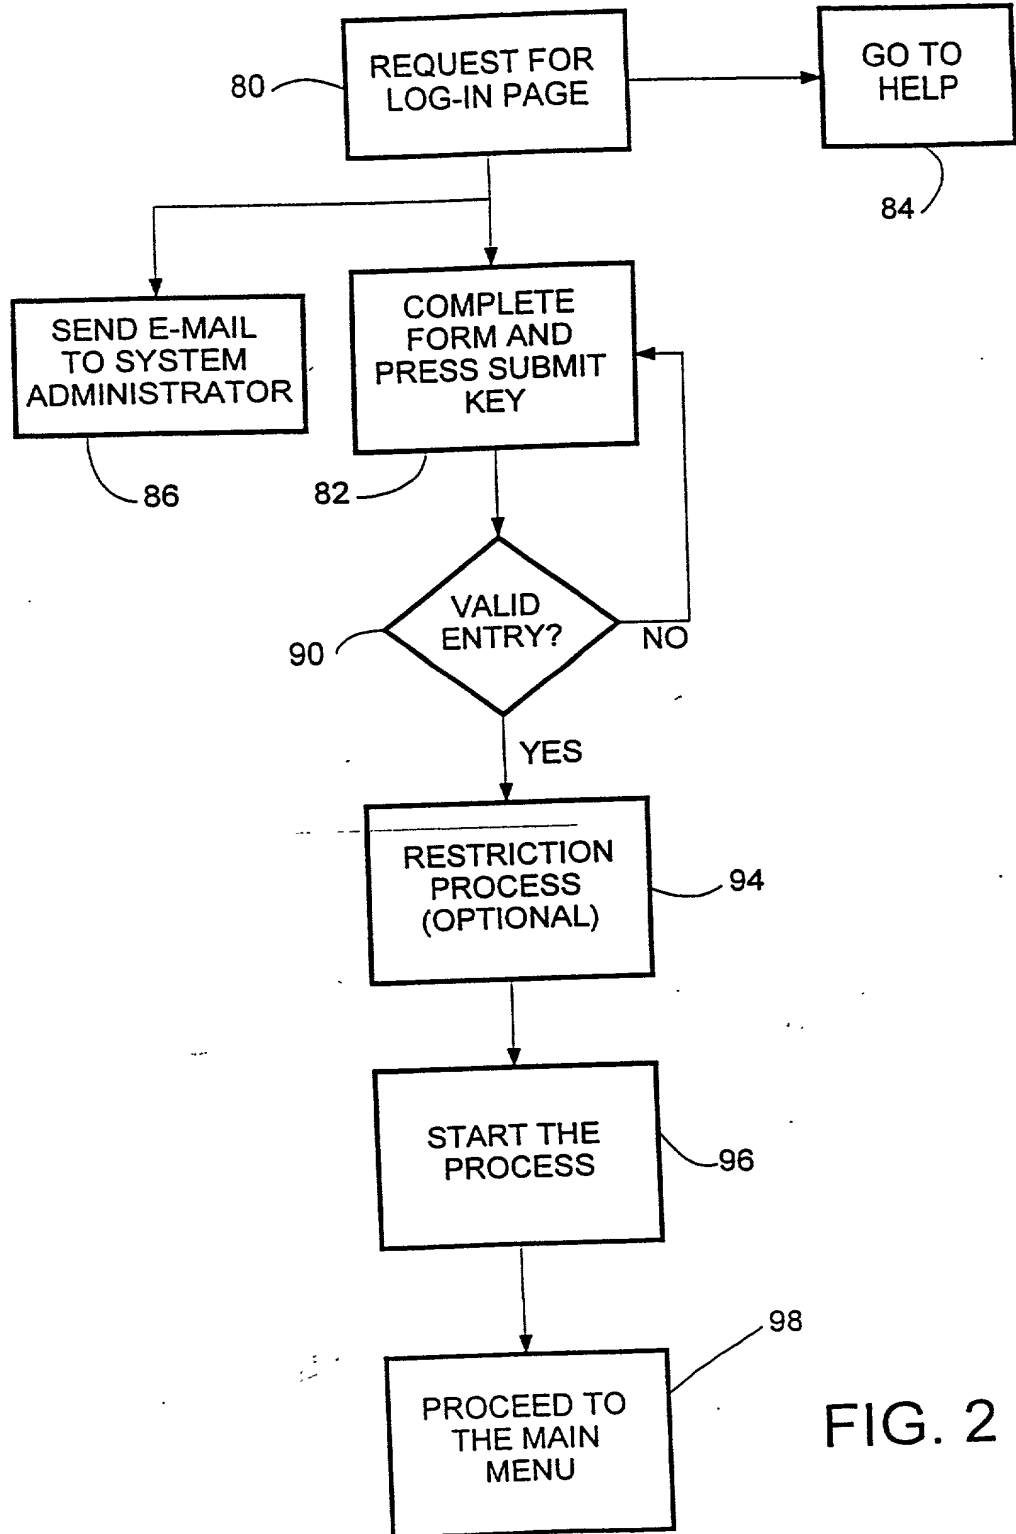 REQUEST FOR
LOG-IN PAGE
80
GO TO
HELP
84
SEND E-MAIL
TO SYSTEM
ADMINISTRATOR
86
COMPLETE
FORM AND
PRESS SUBMIT
KEY
82
VALID
ENTRY?
90
NO
YES
RESTRICTION
PROCESS
(OPTIONAL)
94
START THE
PROCESS
96
98
PROCEED TO
THE MAIN
MENU
FIG. 2